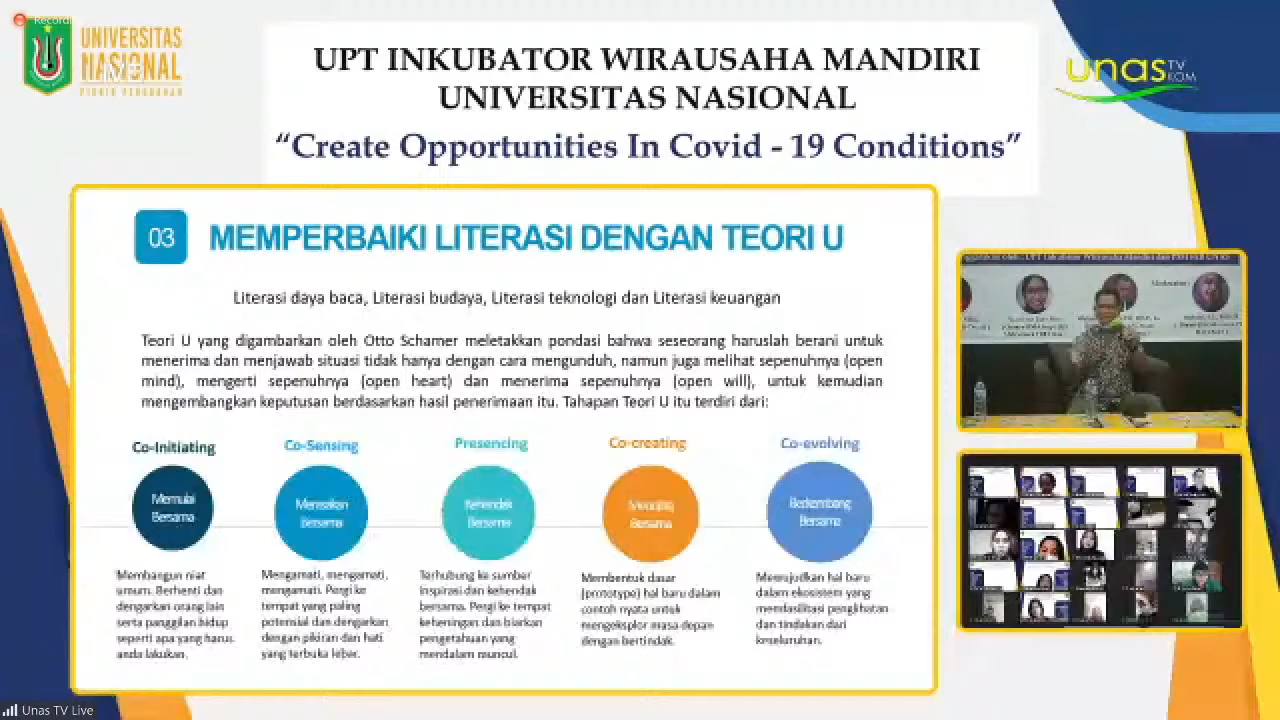 Recordi
UNIVERSITAS
NASIONAL
PIONIR PERUBAHAN
UPT INKUBATOR WIRAUSAHA MANDIRI
UNIVERSITAS NASIONAL
“Create Opportunities In Covid - 19 Conditions”
unas TV
KOM
03
MEMPERBAIKI LITERASI DENGAN TEORI U
Literasi daya baca, Literasi budaya, Literasi teknologi dan Literasi keuangan
Teori U yang digambarkan oleh Otto Schamer meletakkan pondasi bahwa seseorang haruslah berani untuk
menerima dan menjawab situasi tidak hanya dengan cara mengunduh, namun juga melihat sepenuhnya (open
mind), mengerti sepenuhnya (open heart) dan menerima sepenuhnya (open will), untuk kemudian
mengembangkan keputusan berdasarkan hasil penerimaan itu. Tahapan Teori U itu terdiri dari:
Co-Initiating
Memulai
Bersama
Membangun niat
umum. Berhenti dan
dengarkan orang lain
serta panggilan hidup
seperti apa yang harus
anda lakukan.
Co-Sensing
Merasakan
Bersama
Mengamati, mengamati,
mengamati. Pergi ke
tempat yang paling
potensial dan dengarkan
dengan pikiran dan hati
yang terbuka lebar.
Presencing
Kehendak
Bersama
Terhubung ke sumber
inspirasi dan kehendak
bersama. Pergi ke tempat
keheningan dan biarkan
pengetahuan yang
mendalam muncul.
Co-creating
Mencipta
Bersama
Membentuk dasar
(prototype) hal baru dalam
contoh nyata untuk
mengeksplor masa depan
dengan bertindak.
Co-evolving
Berkembang
Bersama
Mewujudkan hal baru
dalam ekosistem yang
memfasilitasi penglihatan
dan tindakan dari
keseluruhan.
Moderator
Unas TV Live